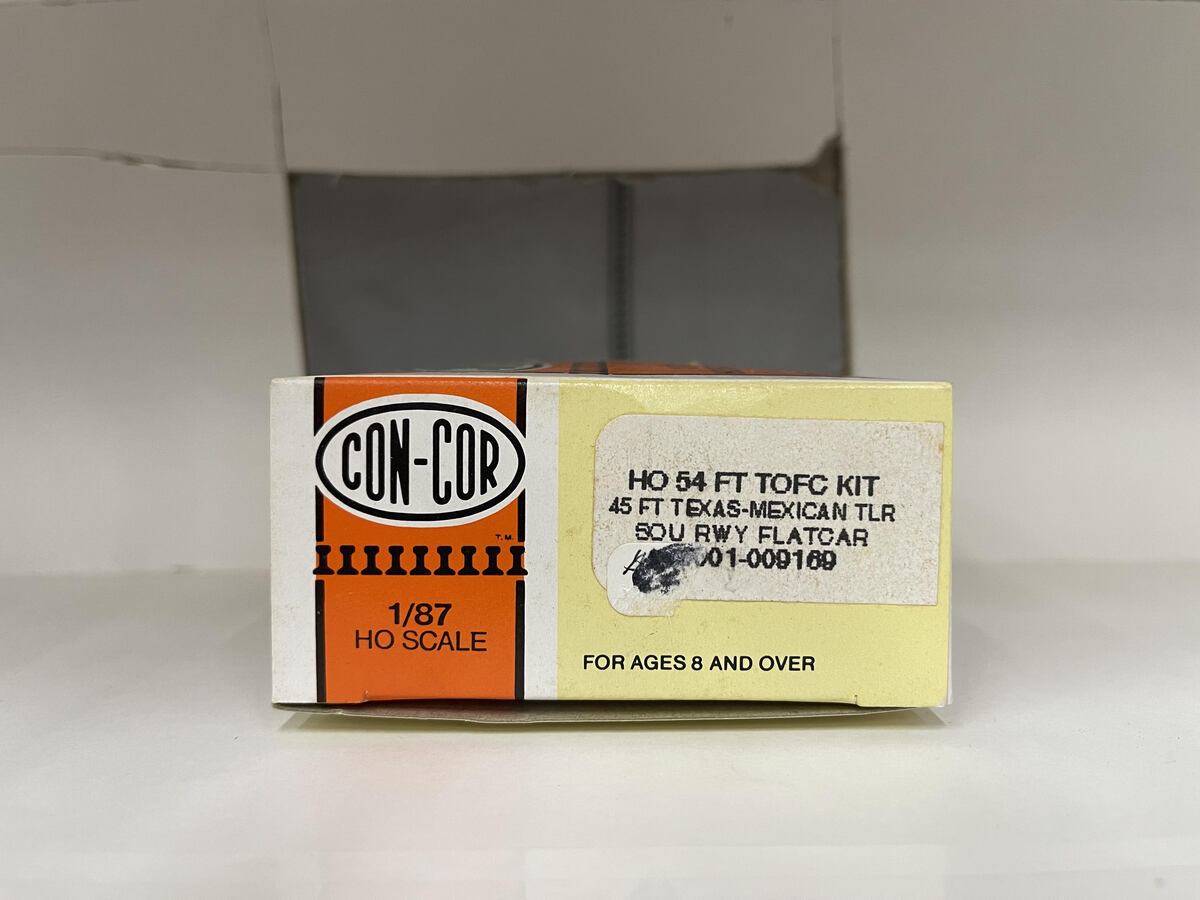 CON-COR
T.M.
1/87
HO SCALE
HO 54 FT TOFC KIT
45 FT TEXAS-MEXICAN TLR
SOU RWY FLATCAR
001-009169
FOR AGES 8 AND OVER